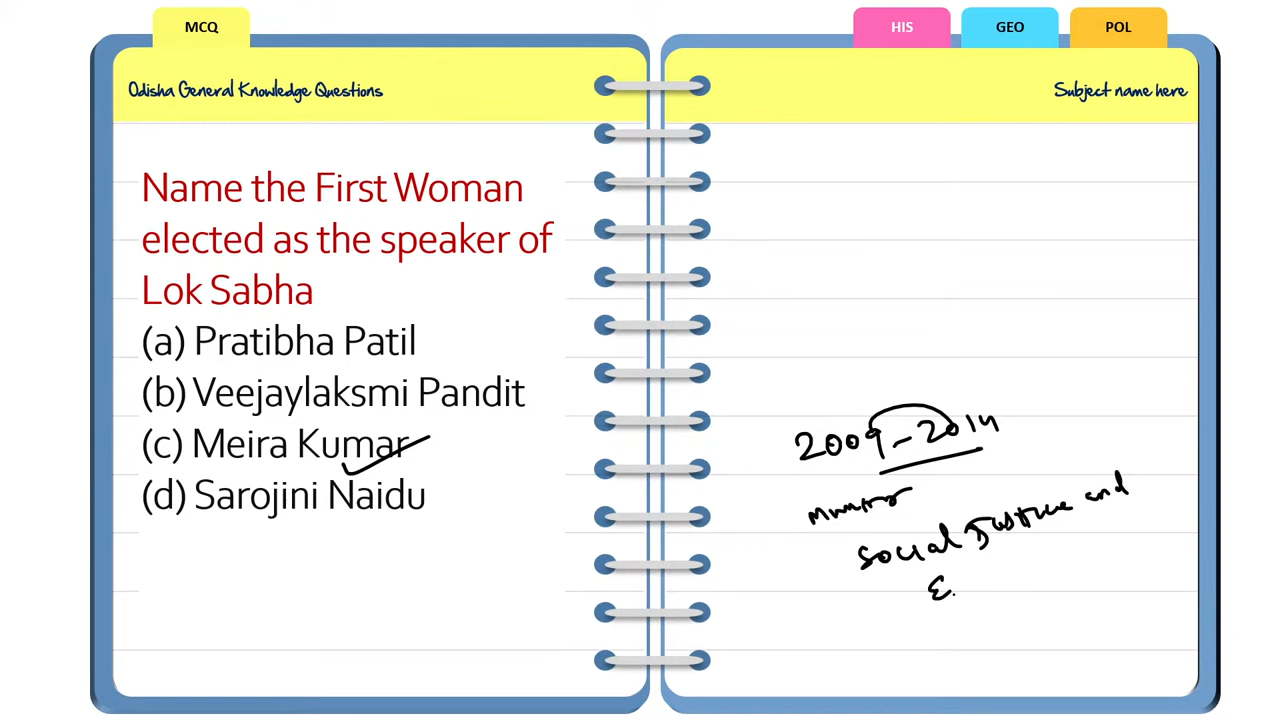 MCQ
HIS
GEO
POL
Odisha General Knowledge Questions
Subject name here
Name the First Woman
elected as the speaker of
Lok Sabha
(a) Pratibha Patil
(b) Veejaylaksmi Pandit
(c) Meira Kumar
(d) Sarojini Naidu
2009-2014
Social Justice and
E.